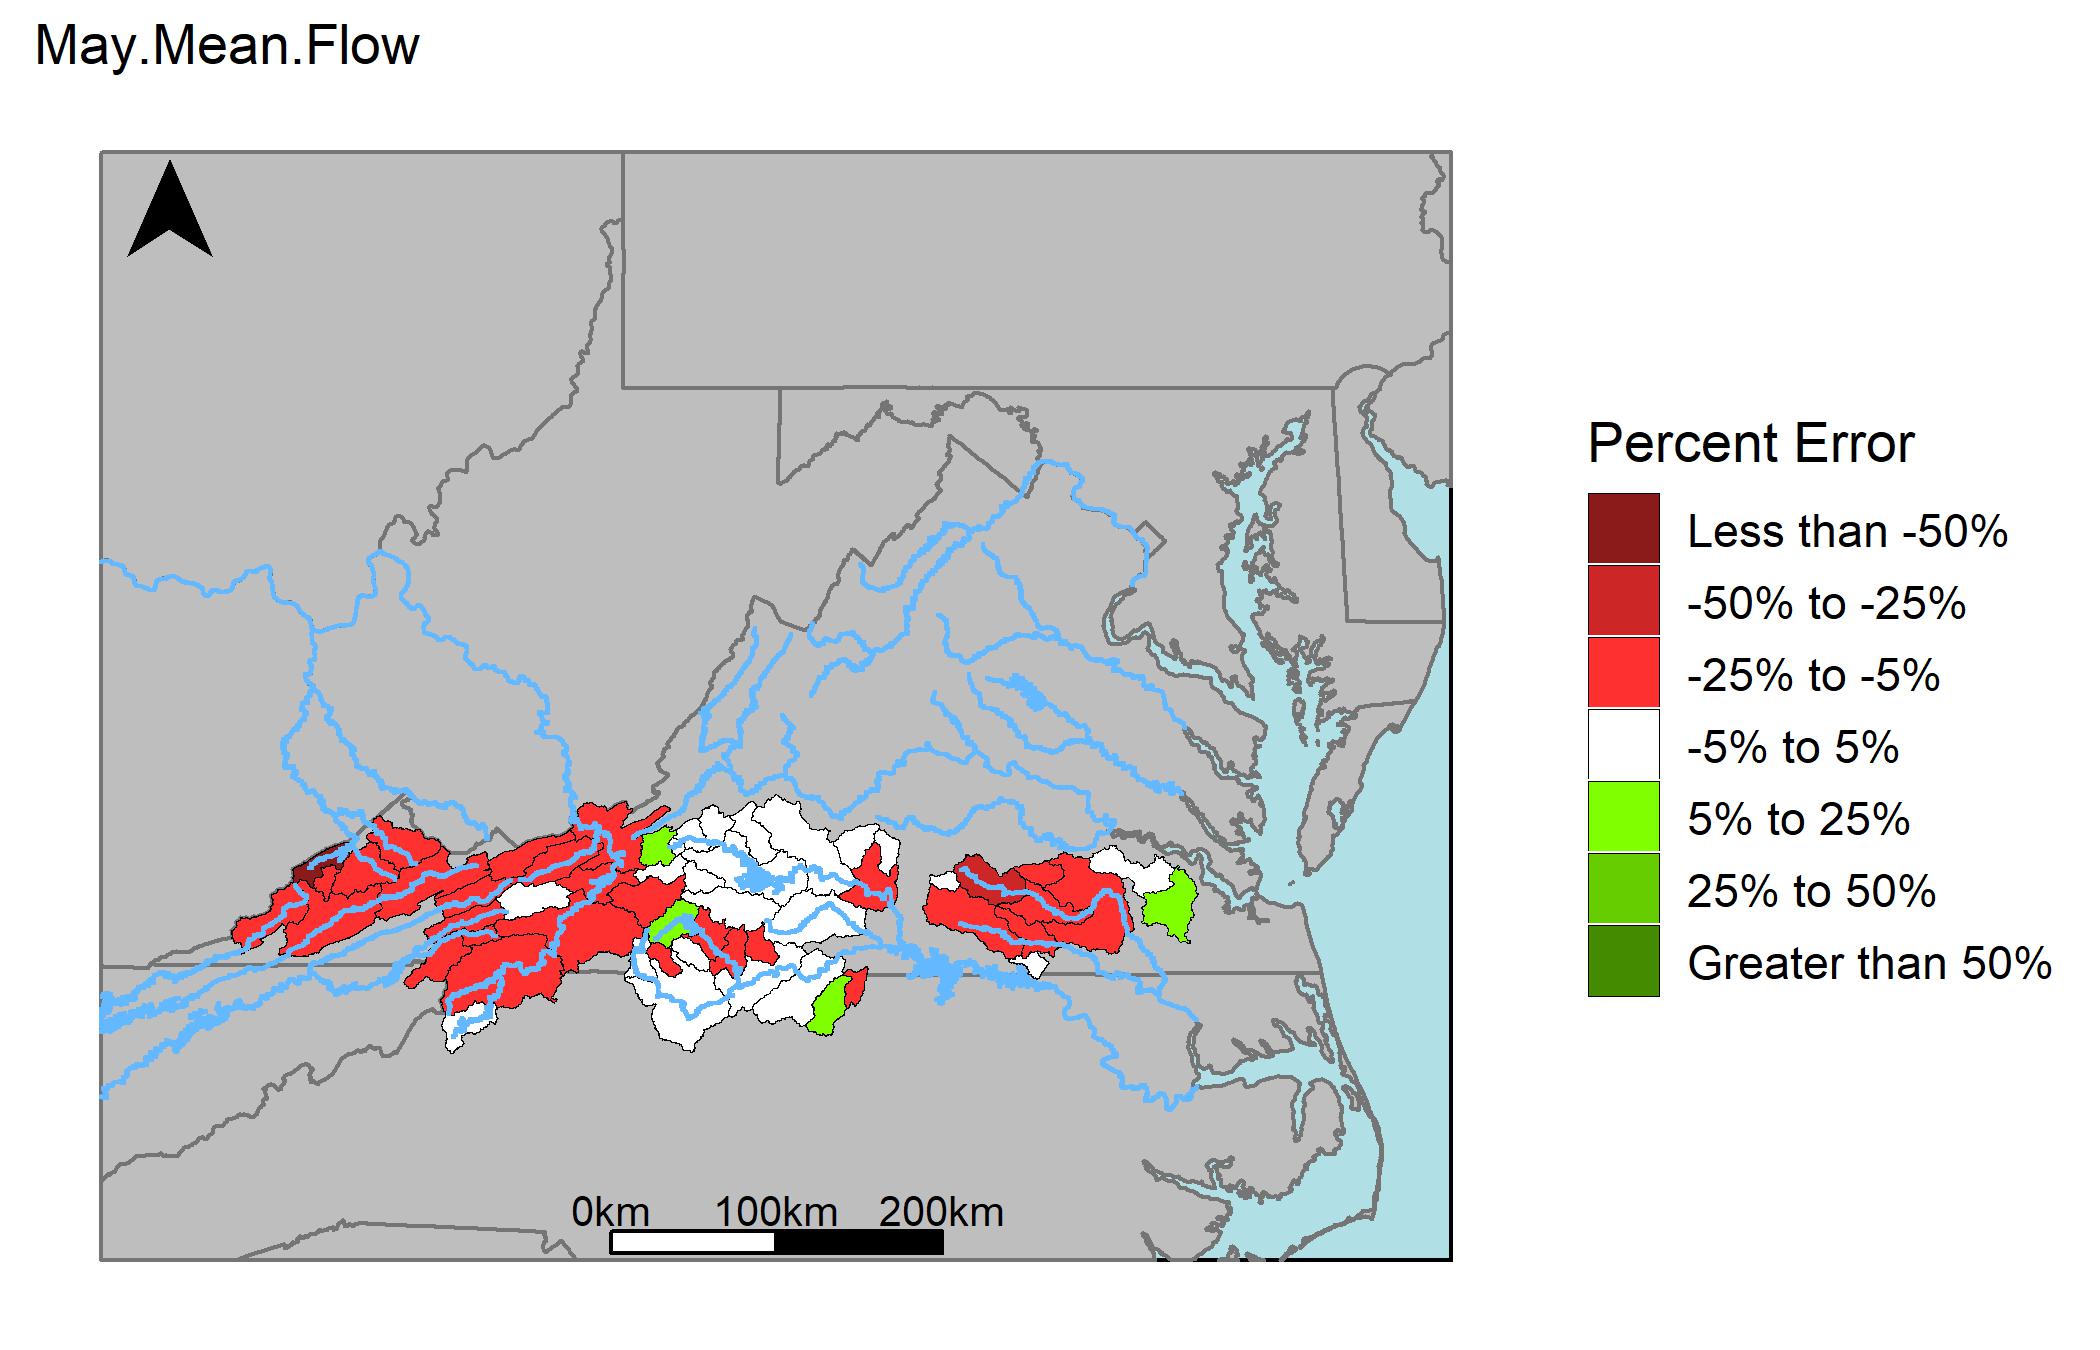 May.Mean.Flow
Percent Error
Less than -50%
-50% to -25%
-25% to -5%
-5% to 5%
5% to 25%
25% to 50%
Greater than 50%
0km 100km 200km